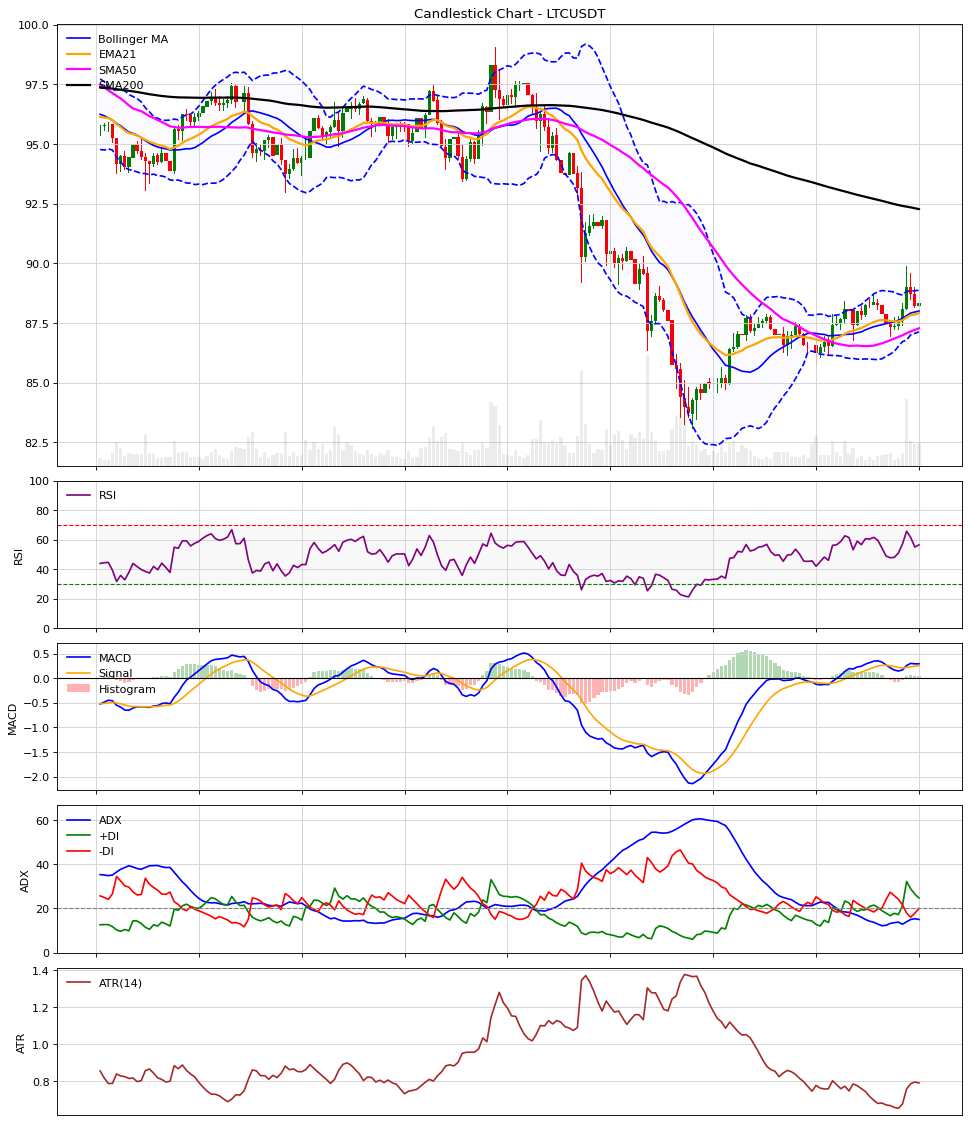 Candlestick Chart - LTCUSDT
100.0
97.5
95.0
92.5
90.0
87.5
85.0
82.5
Bollinger MA
EMA21
SMA50
SMA200
100
80
60
40
20
0
RSI
RSI
0.5
0.0
−0.5
−1.0
−1.5
−2.0
MACD
MACD
Signal
Histogram
60
40
20
0
ADX
ADX
+DI
-DI
1.4
1.2
1.0
0.8
ATR
ATR(14)